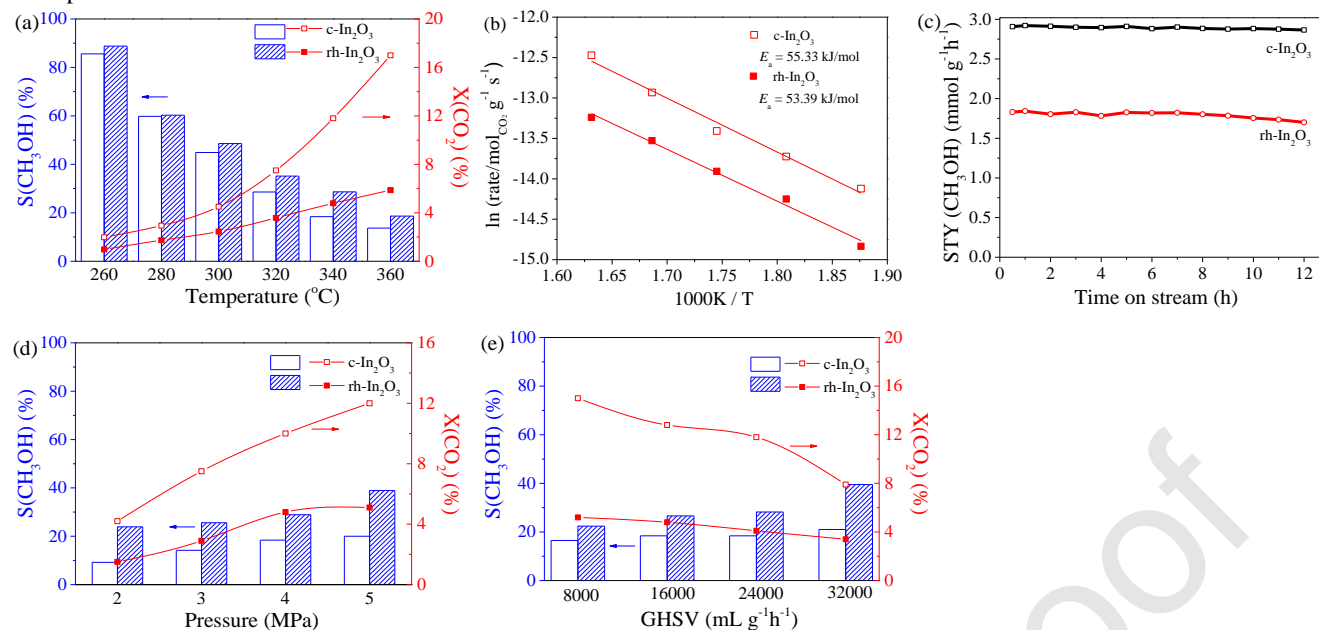 (a)
100
80
60
40
20
0
S(CH₃OH) (%)
260 280 300 320 340 360
Temperature (°C)
20
16
12
8
4
0
X(CO₂) (%)
c-In₂O₃
rh-In₂O₃
(b)
-12.0
-12.5
-13.0
-13.5
-14.0
-14.5
-15.0
ln (rate/mol_CO₂ g⁻¹ s⁻¹)
1.60 1.65 1.70 1.75 1.80 1.85 1.90
1000K / T
c-In₂O₃
Eₐ = 55.33 kJ/mol
rh-In₂O₃
Eₐ = 53.39 kJ/mol
(c)
3.0
2.5
2.0
1.5
1.0
0.5
0.0
STY (CH₃OH) (mmol g⁻¹h⁻¹)
0 2 4 6 8 10 12
Time on stream (h)
c-In₂O₃
rh-In₂O₃
(d)
100
80
60
40
20
0
S(CH₃OH) (%)
2 3 4 5
Pressure (MPa)
16
12
8
4
0
X(CO₂) (%)
c-In₂O₃
rh-In₂O₃
(e)
100
80
60
40
20
0
S(CH₃OH) (%)
8000 16000 24000 32000
GHSV (mL g⁻¹h⁻¹)
20
16
12
8
4
0
X(CO₂) (%)
c-In₂O₃
rh-In₂O₃